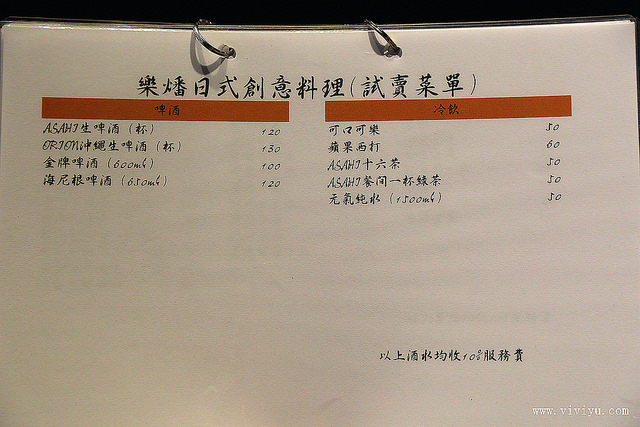 樂燔日式創意料理(試賣菜單)
啤酒
ASAHI生啤酒(杯) 120
ORION沖繩生啤酒(杯) 130
金牌啤酒(600ml) 100
海尼根啤酒(650ml) 120
冷飲
可口可樂 50
蘋果西打 60
ASAHI十六茶 50
ASAHI餐間一杯綠茶 50
元氣純水(1500ml) 50
以上酒水均收10%服務費
www.viviyu.com